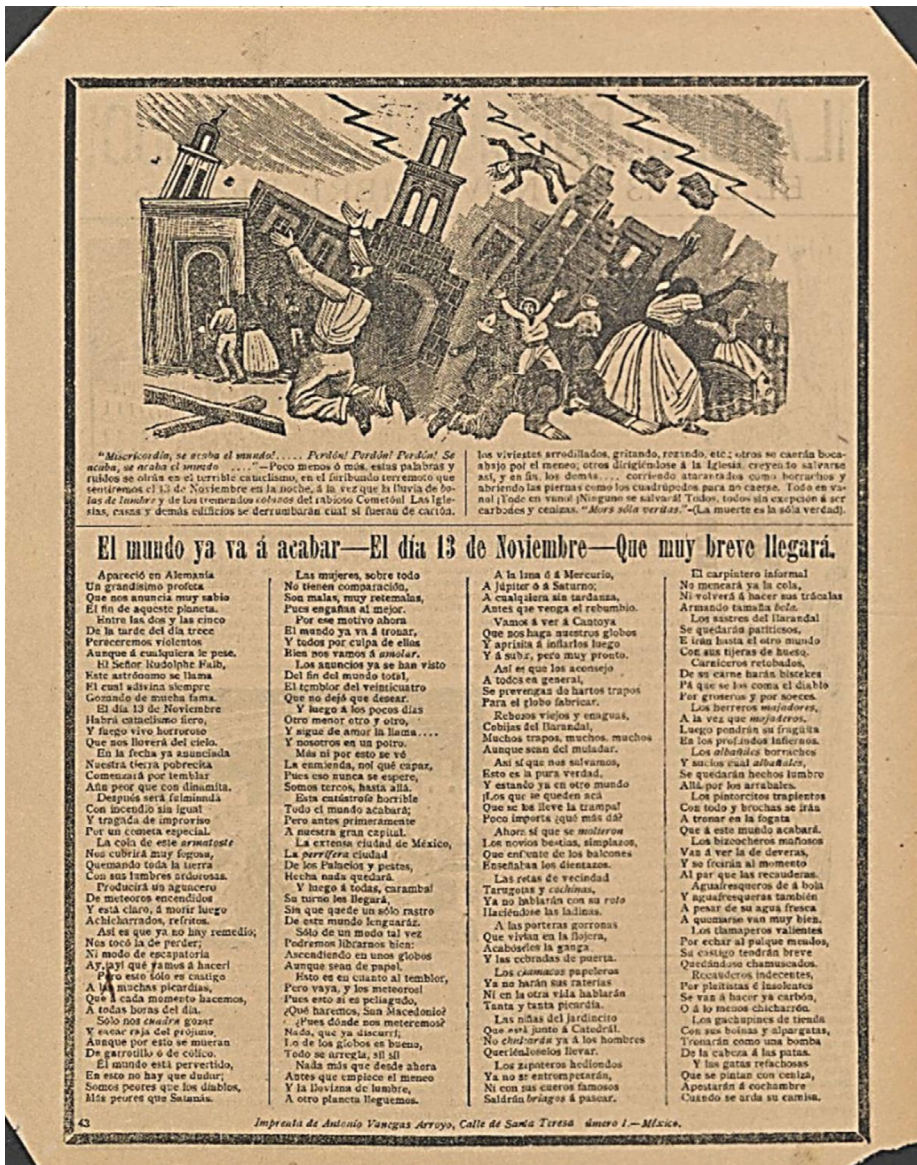 "Misericordia, se acaba el mundo!..... Perdón! Perdón! Perdón! Se
acaba, se acaba el mundo ...."—Poco menos ó más, estas palabras y
ruidos se oirán en el terrible cataclismo, en el furibundo terremoto que
sentiremos el 13 de Noviembre en la noche, á la vez que la lluvia de bo-
las de lumbre y de los tremendos colazos del rabioso Cometón! Las Igle-
sias, casas y demás edificios se derrumbarán cual si fueran de cartón.
los vivientes arrodillados, gritando, rezando, etc.; otros se caerán boca-
abajo por el meneo; otros dirigiéndose á la Iglesia, creyento salvarse
así, y en fin, los demás.... corriendo atarantados como borrachos y
abriendo las piernas como los cuadrúpedos para no caerse. Todo en va-
no! ¡Todo en vano! ¡Ninguno se salvará! Todos, todos sin excpción á ser
carbones y cenizas. "Mors sóla veritas."-(La muerte es la sóla verdad).
El mundo ya va á acabar—El día 13 de Noviembre—Que muy breve llegará.
Apareció en Alemania
Un grandísimo profeta
Que nos anuncia muy sabio
El fin de aqueste planeta.
Entre las dos y las cinco
De la tarde del día trece
Pereceremos violentos
Aunque á cualquiera le pese.
El Señor Rudolphe Falb,
Este astrónomo se llama
El cual adivina siempre
Gozando de mucha fama.
El día 13 de Noviembre
Habrá cataclismo fiero,
Y fuego vivo horroroso
Que nos lloverá del cielo.
En la fecha ya anunciada
Nuestra tierra pobrecita
Comenzará por temblar
Aún peor que con dinamita.
Después será fulminada
Con incendio sin igual
Y tragada de improviso
Por un cometa especial.
La cola de este armatoste
Nos cubrirá muy fogosa,
Quemando toda la tierra
Con sus lumbres ardorosas.
Producirá un aguacero
De meteoros encendidos
Y está claro, á morir luego
Achicharrados, refritos.
Así es que ya no hay remedio;
Nos tocó la de perder;
Ni modo de escapatoria
Ay, ay! qué vamos á hacer!
Pero esto sólo es castigo
A las muchas picardías,
Que á cada momento hacemos,
A todas horas del día.
Sólo nos cuadra gozar
Y sacar raja del prójimo,
Aunque por esto se mueran
De garrotillo ó de cólico.
El mundo está pervertido,
En esto no hay que dudar;
Somos peores que los diablos,
Más peores que Satanás.
Las mujeres, sobre todo
No tienen comparación,
Son malas, muy retemalas,
Pues engañan al mejor.
Por ese motivo ahora
El mundo ya va á tronar,
Y todos por culpa de ellos
Bien nos vamos á amolar.
Los anuncios ya se han visto
Del fin del mundo total,
El temblor del veinticuatro
Que no dejó que desear.
Y luego á los pocos días
Otro menor otro y otro,
Y sigue de amor la llama....
Y nosotros en un potro.
Más ni por esto se vé
La enmienda, no! qué capaz,
Pues eso nunca se espere,
Somos tercos, hasta allá.
Esta catástrofe horrible
Todo el mundo acabará;
Pero antes primeramente
A nuestra gran capital.
La extensa ciudad de México,
La perrífera ciudad
De los Palacios y pestes,
Hecha nada quedará.
Y luego á todas, caramba!
Su turno les llegará,
Sin que quede un sólo rastro
De este mundo lenguaráz.
Sólo de un modo tal vez
Podremos librarnos bien:
Ascendiendo en unos globos
Aunque sean de papel.
Esto es en cuanto al temblor,
Pero vaya, y los meteoros!
Pues esto sí es peliagudo,
¿Qué haremos, San Macedonio?
¿Pues dónde nos meteremos?
Nada, que ya discurrí;
Lo de los globos en bueno,
Todo se arregla, sí! sí!
Nada más que desde ahora
Antes que empiece el meneo
Y la llovizna de lumbre,
A otro planeta lleguemos.
A la luna ó á Mercurio,
A Júpiter ó á Saturno;
A cualquiera sin tardanza,
Antes que venga el rebumbio.
Vamos á ver á Cantoya
Que nos haga nuestros globos
Y aprisita á inflarlos luego
Y á subir, pero muy pronto.
Así es que los aconsejo
A todos en general,
Se prevengan de hartos trapos
Para el globo fabricar.
Rebozos viejos y enaguas,
Cobijas del Barandal,
Muchos trapos, muchos, muchos
Aunque sean del muladar.
Así sí que nos salvamos,
Esto es la pura verdad,
Y estando ya en otro mundo
¡Los que se queden acá
Que se los lleve la trampa!
Poco importa ¿qué más dá?
Ahora sí que se molieron
Los novios bestias, simplazos,
Que enfrente de los balcones
Enseñaban los dientazos.
Las rotas de vecindad
Tarugotas y cochinas,
Ya no hablarán con su roto
Haciéndose las ladinas.
A las porteras gorronas
Que vivían en la flojera,
Acabóseles la ganga
Y las cobradas de puerta.
Los chamacos papeleros
Ya no harán sus raterías
Ni en la otra vida hablarán
Tanta y tanta picardía.
Las niñas del jardincito
Que está junto á Catedrál.
No chulearán ya á los hombres
Queriéndoselos llevar.
Los zapateros hediondos
Ya no se entromperarán,
Ni con sus cueros famosos
Saldrán briagos á pasear.
El carpintero informal
No meneará ya la cola,
Ni volverá á hacer sus trácalas
Armando tamaña bola.
Los sastres del Barandal
Se quedarán patitiesos,
E irán hasta el otro mundo
Con sus tijeras de hueso.
Carniceros retobados,
De su carne harán bistekes
Pá que se los coma el diablo
Por groseros y por soeces.
Los herreros majadores,
A la vez que majaderos,
Luego pondrán su fragüita
En los profundos infiernos.
Los albañiles borrachos
Y sucios cual albañales,
Se quedarán hechos lumbre
Allá por los arrabales.
Los pintorcitos trapientos
Con todo y brochas se irán
A tronar en la fogata
Que á este mundo acabará.
Los bizcocheros mañosos
Van á ver la de deveras,
Y se freirán al momento
Al par que las recauderas.
Aguafresqueros de á bola
Y aguafresqueras también
A pesar de su agua fresca
A quemarse van muy bien.
Los tlamaperos valientes
Por echar al pulque meados,
Su castigo tendrán breve
Quedándose chamuscados.
Recauderos indecentes,
Por pleitistas é insolentes
Se van á hacer ya carbón,
O á lo menos chicharrón.
Los gachupines de tienda
Con sus boinas y alpargatas,
Tronarán como una bomba
De la cabeza á las patas.
Y las gatas refachosas
Que se pintan con ceniza,
Apestarán á cochambre
Cuando se arda su camisa.
43
Imprenta de Antonio Vanegas Arroyo, Calle de Santa Teresa úmero 1.—México.